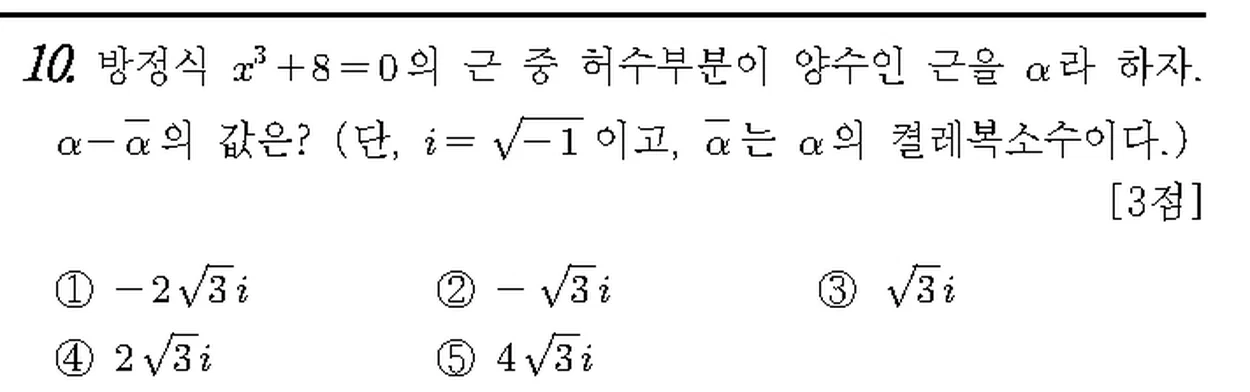 10. 방정식 x³+8=0의 근 중 허수부분이 양수인 근을 α라 하자.
α-α̅의 값은? (단, i=√-1 이고, α̅는 α의 켤레복소수이다.)
[3점]
① -2√3i ② -√3i ③ √3i
④ 2√3i ⑤ 4√3i